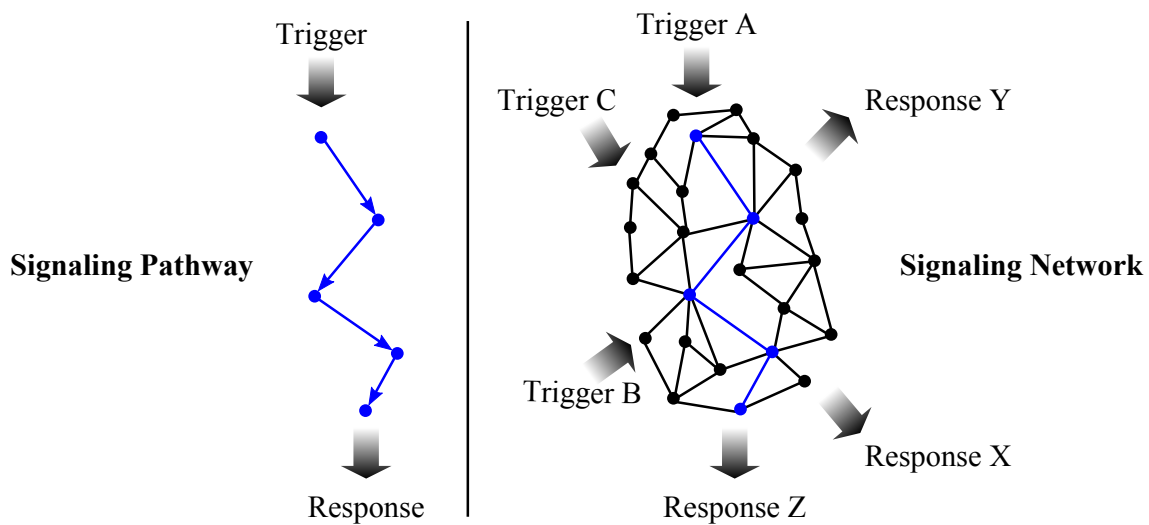 Trigger
Signaling Pathway
Response
Trigger A
Trigger C
Response Y
Signaling Network
Trigger B
Response X
Response Z